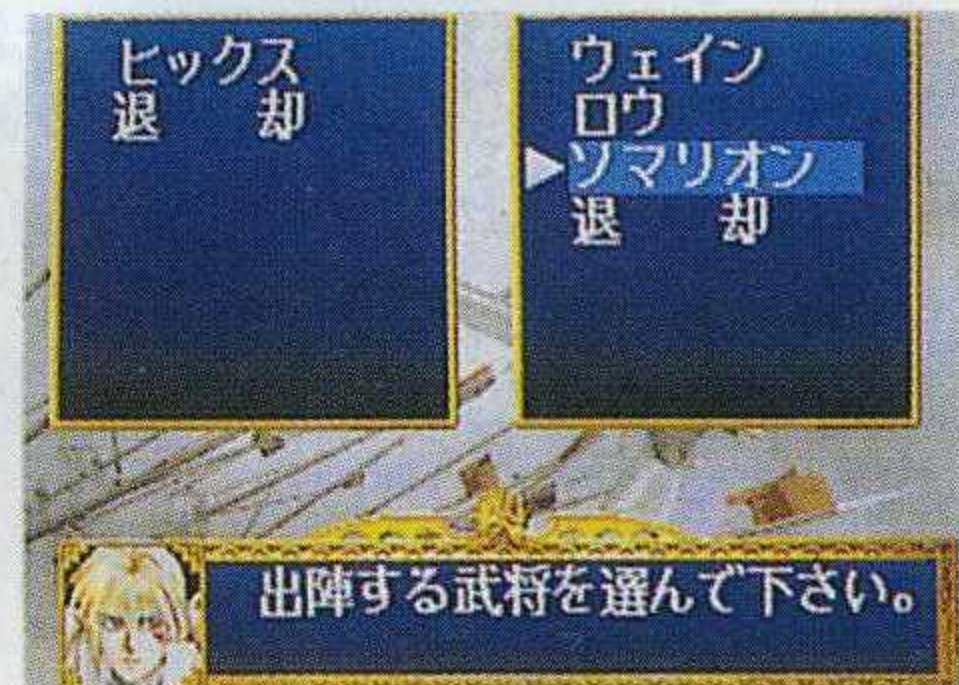 ヒックス
退　却
ウェイン
ロウ
ソマリオン
退　却
出陣する武将を選んで下さい。